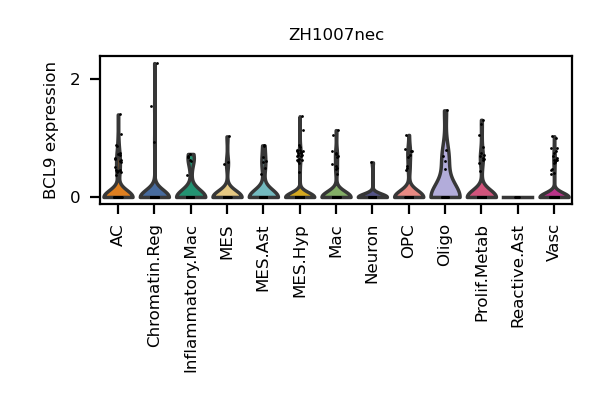 ZH1007nec
BCL9 expression
2
0
AC
Chromatin.Reg
Inflammatory.Mac
MES
MES.Ast
MES.Hyp
Mac
Neuron
OPC
Oligo
Prolif.Metab
Reactive.Ast
Vasc